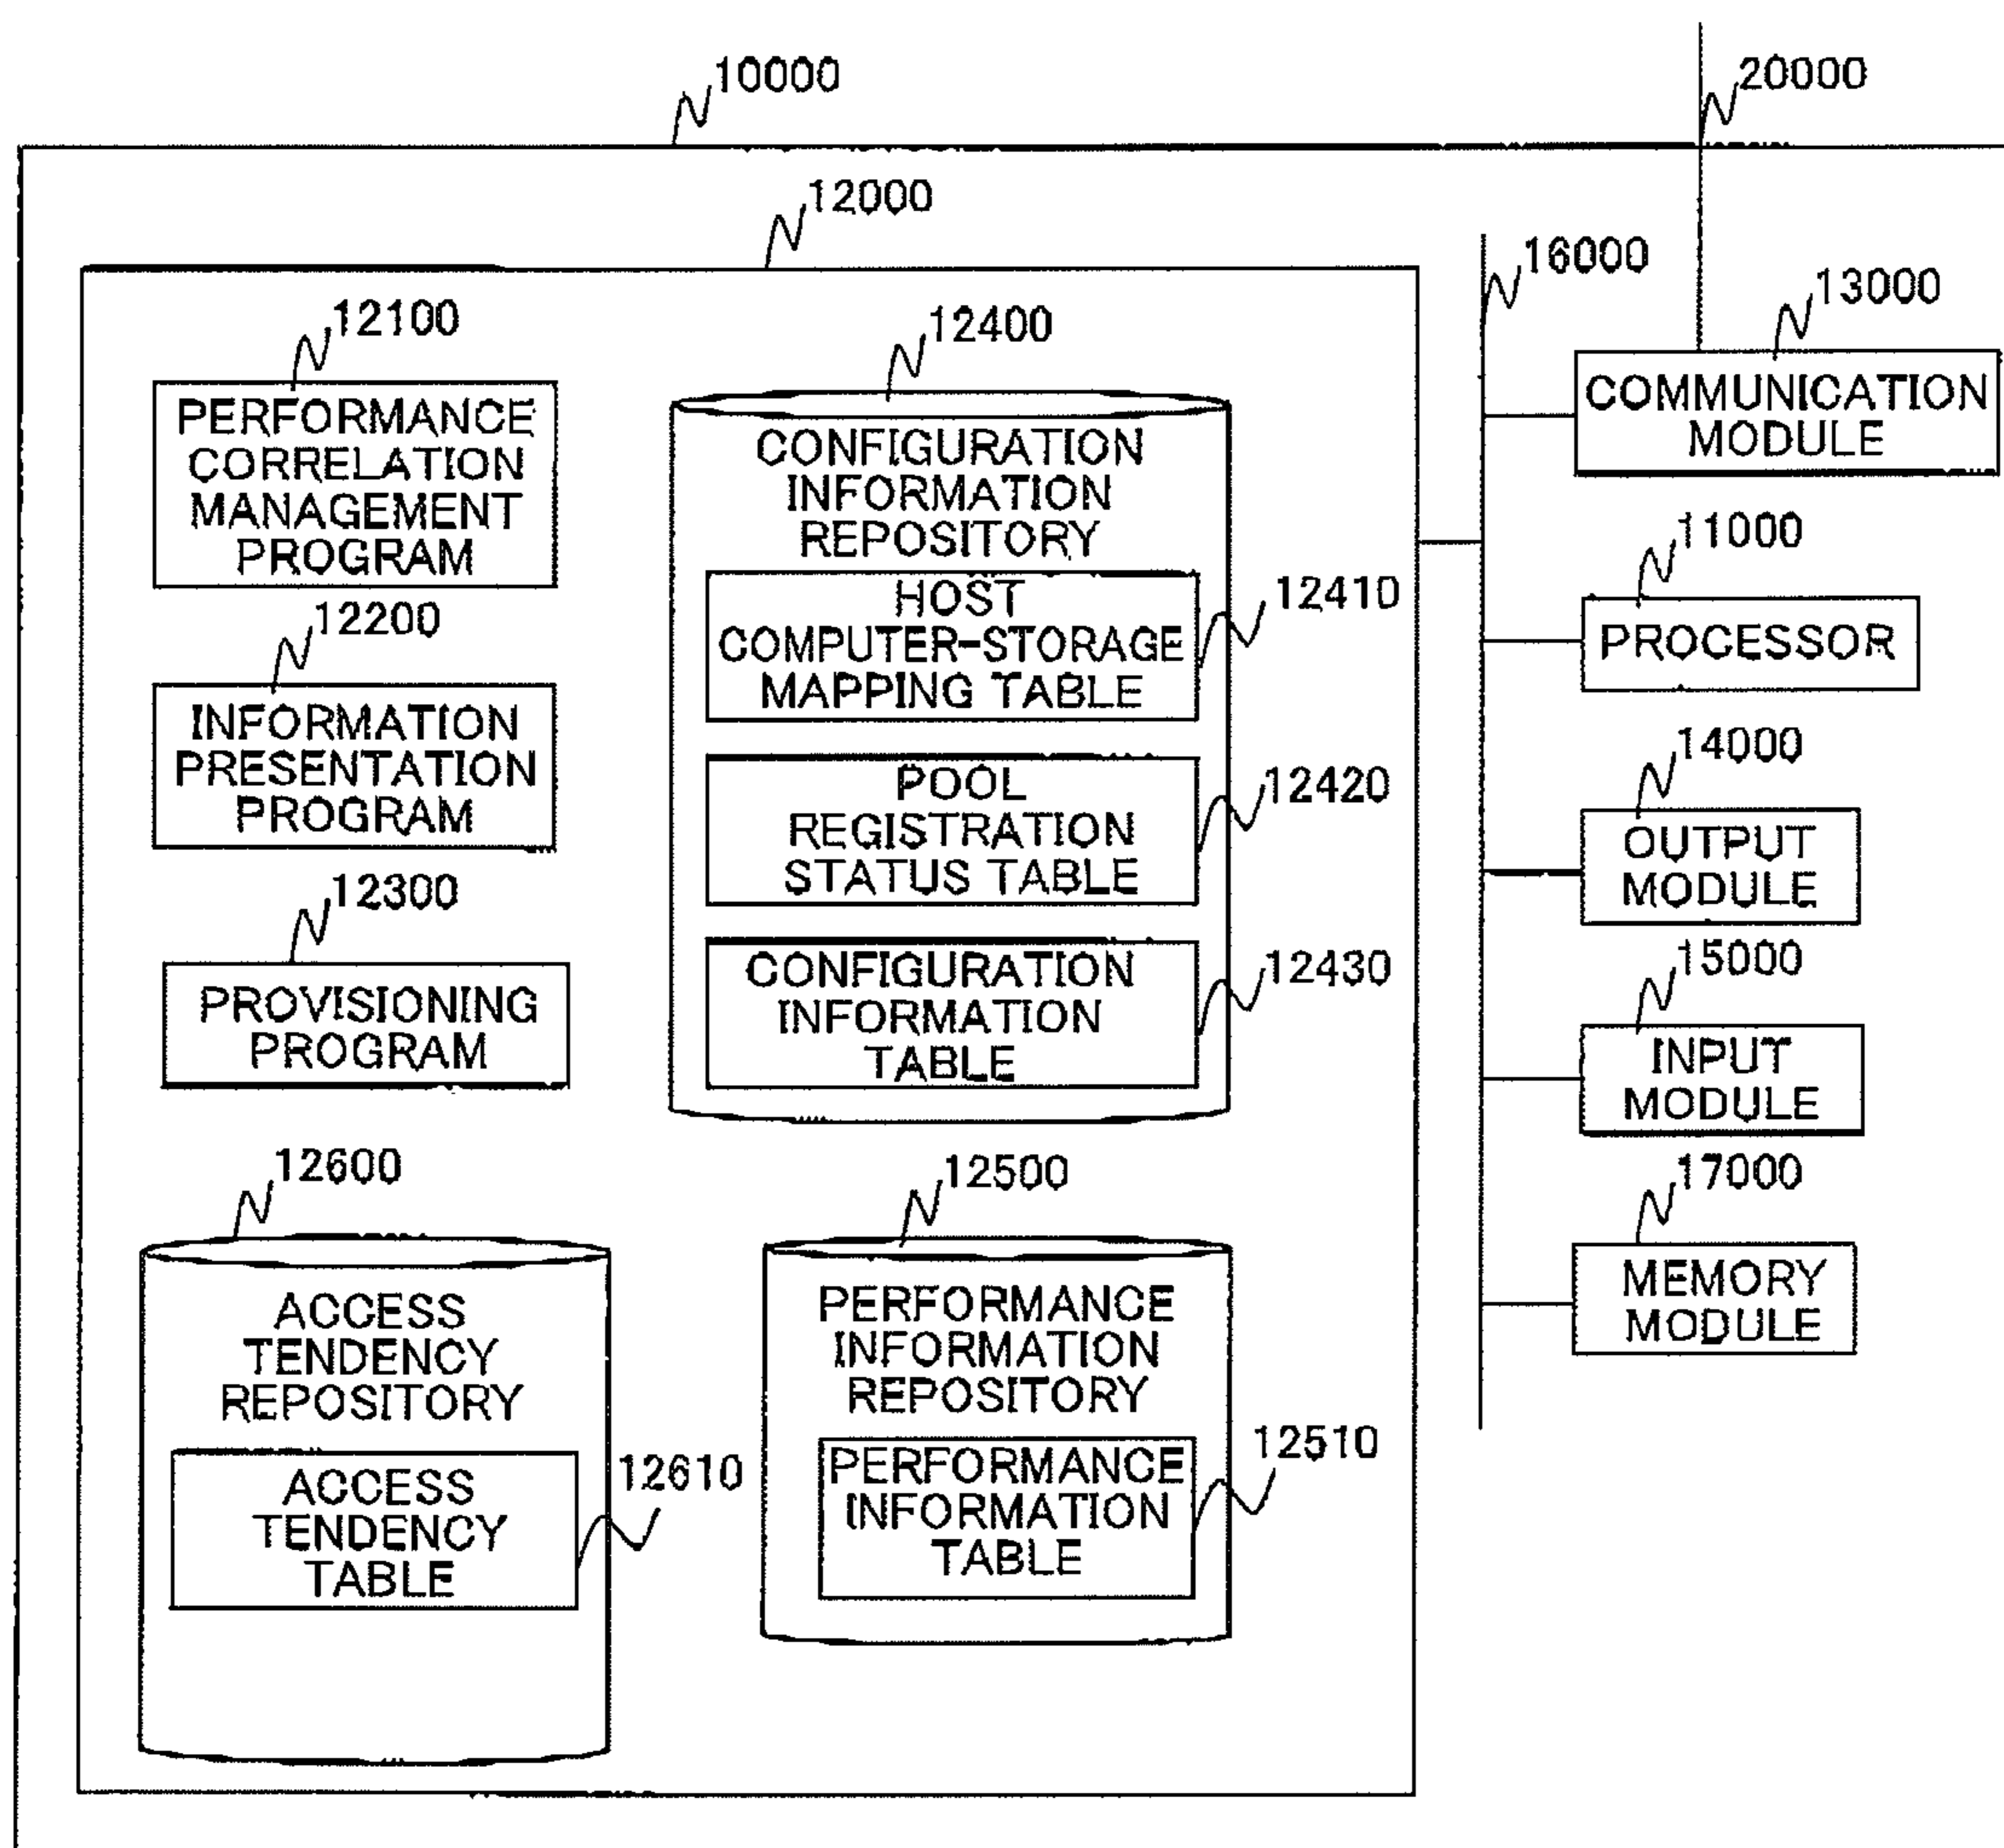 10000
20000
12000
16000
13000
COMMUNICATION
MODULE
12100
PERFORMANCE
CORRELATION
MANAGEMENT
PROGRAM
12400
CONFIGURATION
INFORMATION
REPOSITORY
11000
PROCESSOR
HOST
COMPUTER-STORAGE
MAPPING TABLE
12410
12200
INFORMATION
PRESENTATION
PROGRAM
14000
OUTPUT
MODULE
POOL
REGISTRATION
STATUS TABLE
12420
12300
PROVISIONING
PROGRAM
CONFIGURATION
INFORMATION
TABLE
12430
15000
INPUT
MODULE
12600
ACCESS
TENDENCY
REPOSITORY
ACCESS
TENDENCY
TABLE
12610
12500
PERFORMANCE
INFORMATION
REPOSITORY
PERFORMANCE
INFORMATION
TABLE
12510
17000
MEMORY
MODULE